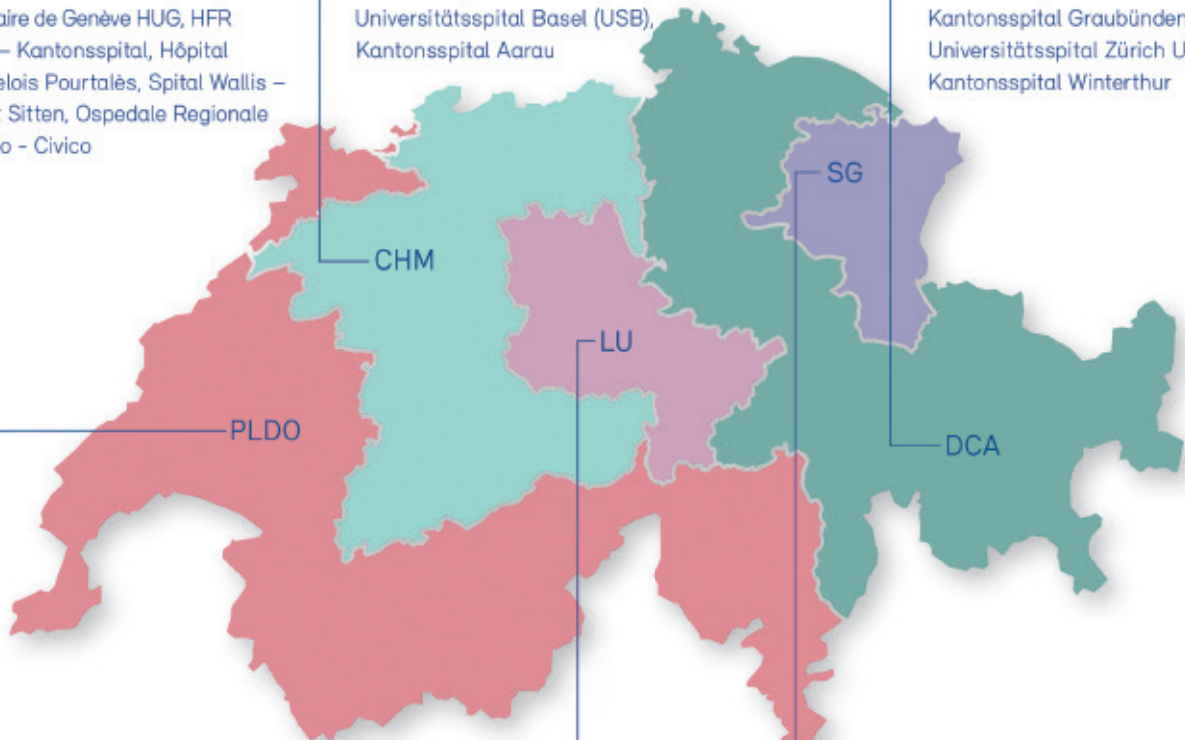 aire de Genève HUG, HFR
– Kantonsspital, Hôpital
elois Pourtalès, Spital Wallis –
Sitten, Ospedale Regionale
o - Civico
Universitätsspital Basel (USB),
Kantonsspital Aarau
Kantonsspital Graubünden
Universitätsspital Zürich U
Kantonsspital Winterthur
SG
CHM
LU
PLDO
DCA